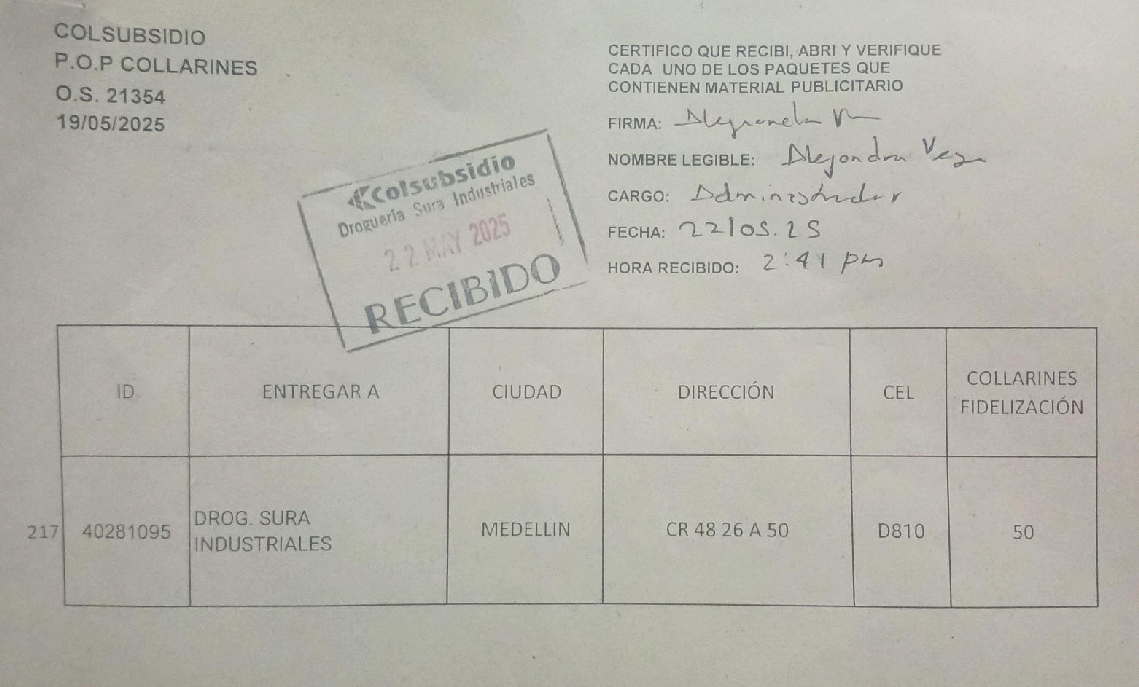 COLSUBSIDIO
P.O.P COLLARINES
O.S. 21354
19/05/2025
CERTIFICO QUE RECIBI, ABRI Y VERIFIQUE
CADA UNO DE LOS PAQUETES QUE
CONTIENEN MATERIAL PUBLICITARIO
FIRMA:
NOMBRE LEGIBLE: Alejandra Vega
CARGO: Administrador
FECHA: 22/05.25
HORA RECIBIDO: 2:41 pm
Colsubsidio
Droguería Sura Industriales
22 MAY 2025
RECIBIDO
ID ENTREGAR A CIUDAD DIRECCIÓN CEL COLLARINES
FIDELIZACIÓN
217 40281095 DROG. SURA
INDUSTRIALES MEDELLIN CR 48 26 A 50 D810 50